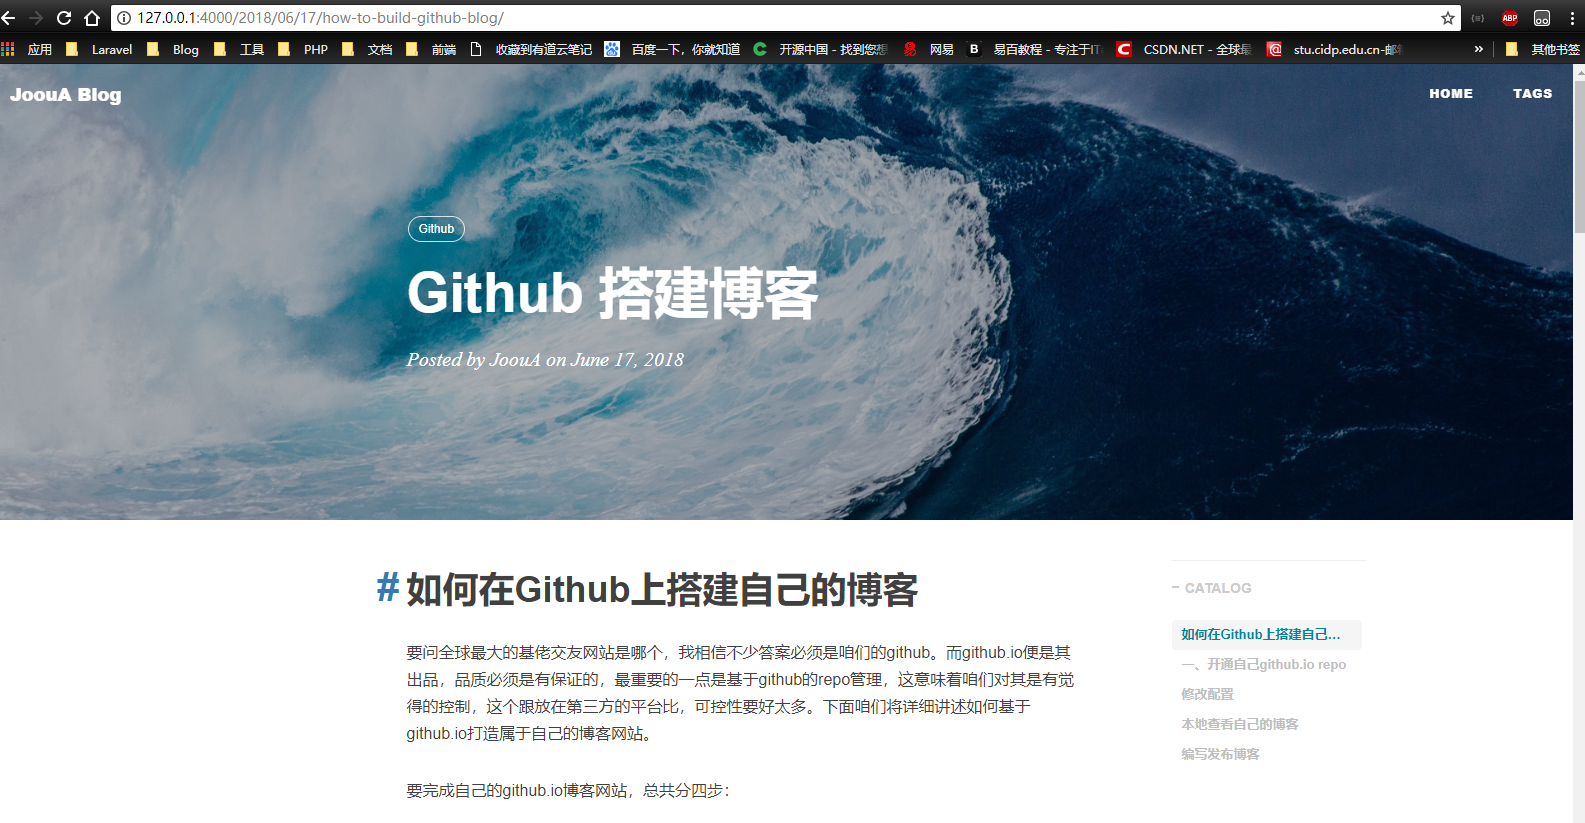 127.0.0.1:4000/2018/06/17/how-to-build-github-blog/
ABP
应用 Laravel Blog 工具 PHP 文档 前端 收藏到有道云笔记 百度一下，你就知道 开源中国 - 找到您想 网易 易百教程 - 专注于IT CSDN.NET - 全球是 stu.cidp.edu.cn-邮 » 其他书签
JoouA Blog
HOME TAGS
Github
Github 搭建博客
Posted by JoouA on June 17, 2018
# 如何在Github上搭建自己的博客
要问全球最大的基佬交友网站是哪个，我相信不少答案必须是咱们的github。而github.io便是其
出品，品质必须是有保证的，最重要的一点是基于github的repo管理，这意味着咱们对其是有觉
得的控制，这个跟放在第三方的平台比，可控性要好太多。下面咱们将详细讲述如何基于
github.io打造属于自己的博客网站。
要完成自己的github.io博客网站，总共分四步：
CATALOG
如何在Github上搭建自己...
一、开通自己github.io repo
修改配置
本地查看自己的博客
编写发布博客